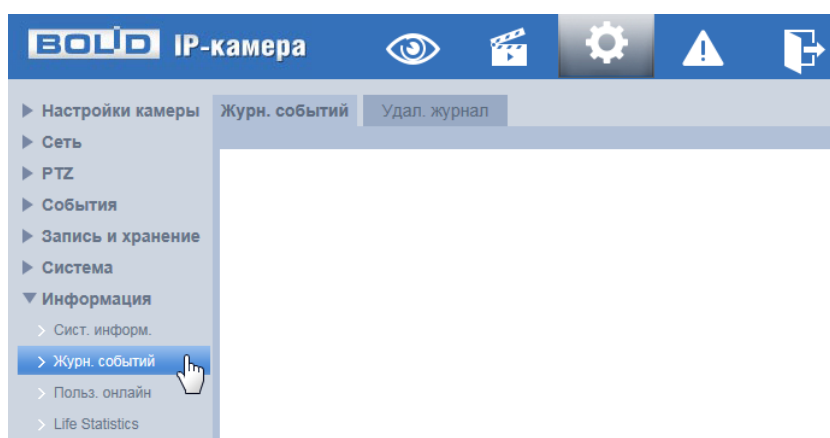 BOLID IP-камера
Журн. событий Удал. журнал
Настройки камеры
Сеть
PTZ
События
Запись и хранение
Система
Информация
Сист. информ.
Журн. событий
Польз. онлайн
Life Statistics